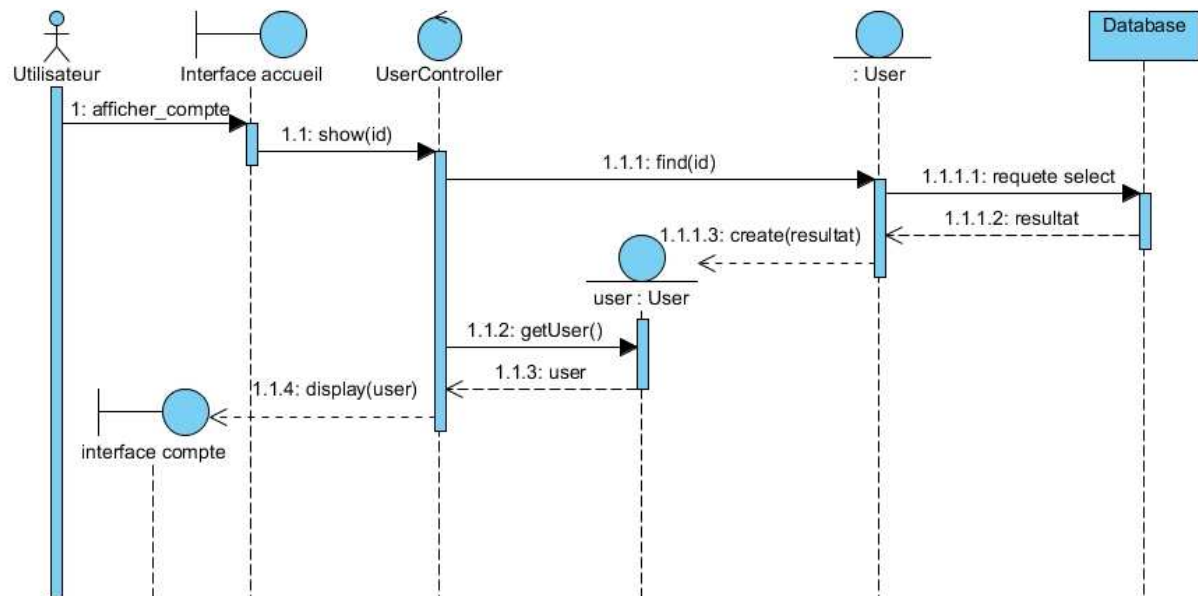 Database
Utilisateur
Interface accueil
UserController
: User
1: afficher_compte
1.1: show(id)
1.1.1: find(id)
1.1.1.1: requete select
1.1.1.2: resultat
1.1.1.3: create(resultat)
user : User
1.1.2: getUser()
1.1.3: user
1.1.4: display(user)
interface compte